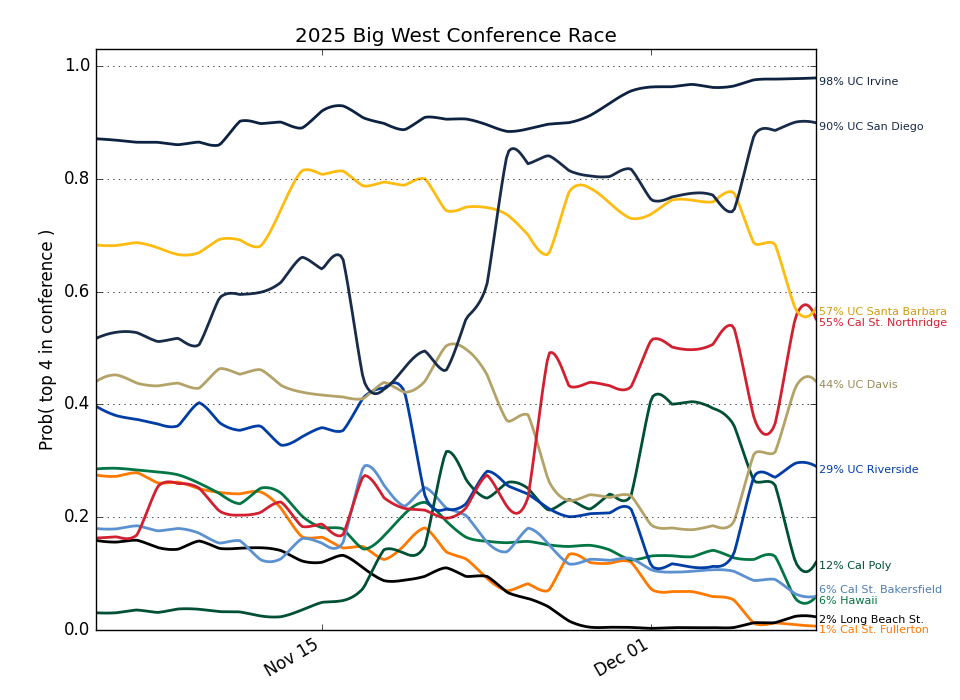 2025 Big West Conference Race
Prob( top 4 in conference )
1.0
0.8
0.6
0.4
0.2
0.0
Nov 15
Dec 01
98% UC Irvine
90% UC San Diego
57% UC Santa Barbara
55% Cal St. Northridge
44% UC Davis
29% UC Riverside
12% Cal Poly
6% Cal St. Bakersfield
6% Hawaii
2% Long Beach St.
1% Cal St. Fullerton